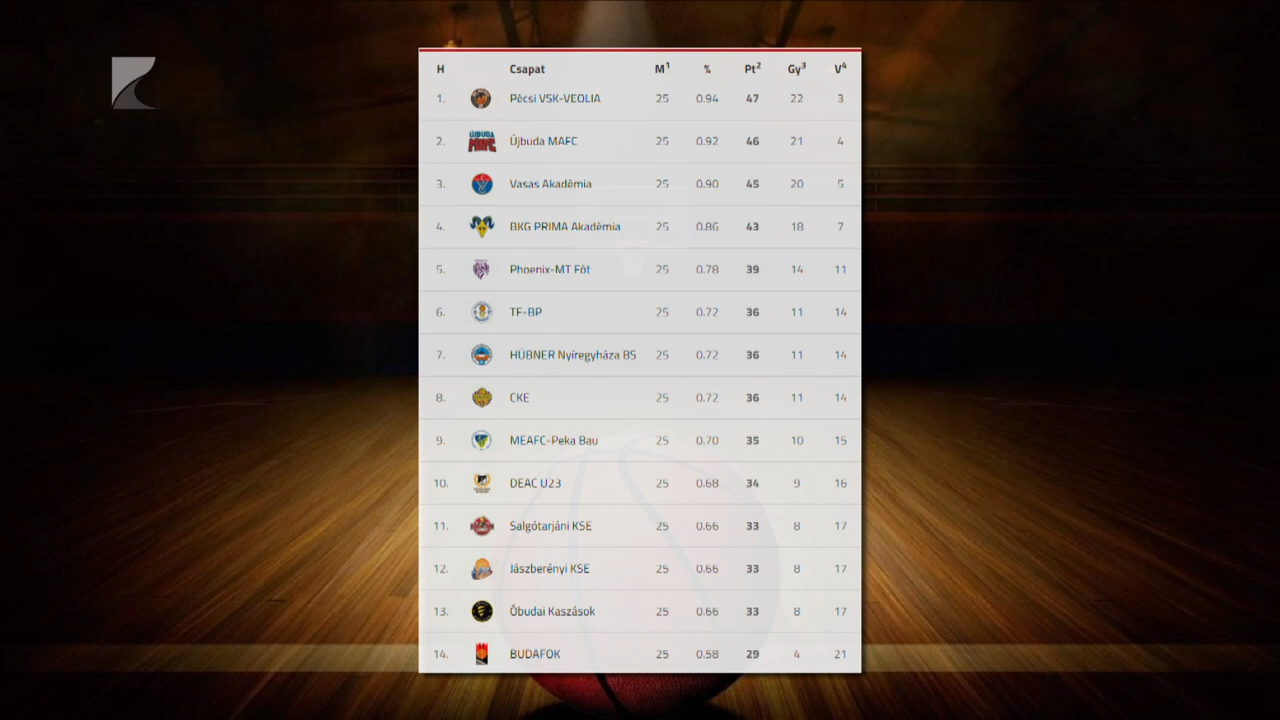 H Csapat M¹ % Pt² Gy³ V⁴
1. Pécsi VSK-VEOLIA 25 0.94 47 22 3
2. Újbuda MAFC 25 0.92 46 21 4
3. Vasas Akadémia 25 0.90 45 20 5
4. BKG PRIMA Akadémia 25 0.86 43 18 7
5. Phoenix-MT Fót 25 0.78 39 14 11
6. TF-BP 25 0.72 36 11 14
7. HÜBNER Nyíregyháza BS 25 0.72 36 11 14
8. CKE 25 0.72 36 11 14
9. MEAFC-Peka Bau 25 0.70 35 10 15
10. DEAC U23 25 0.68 34 9 16
11. Salgótarjáni KSE 25 0.66 33 8 17
12. Jászberényi KSE 25 0.66 33 8 17
13. Óbudai Kaszások 25 0.66 33 8 17
14. BUDAFOK 25 0.58 29 4 21